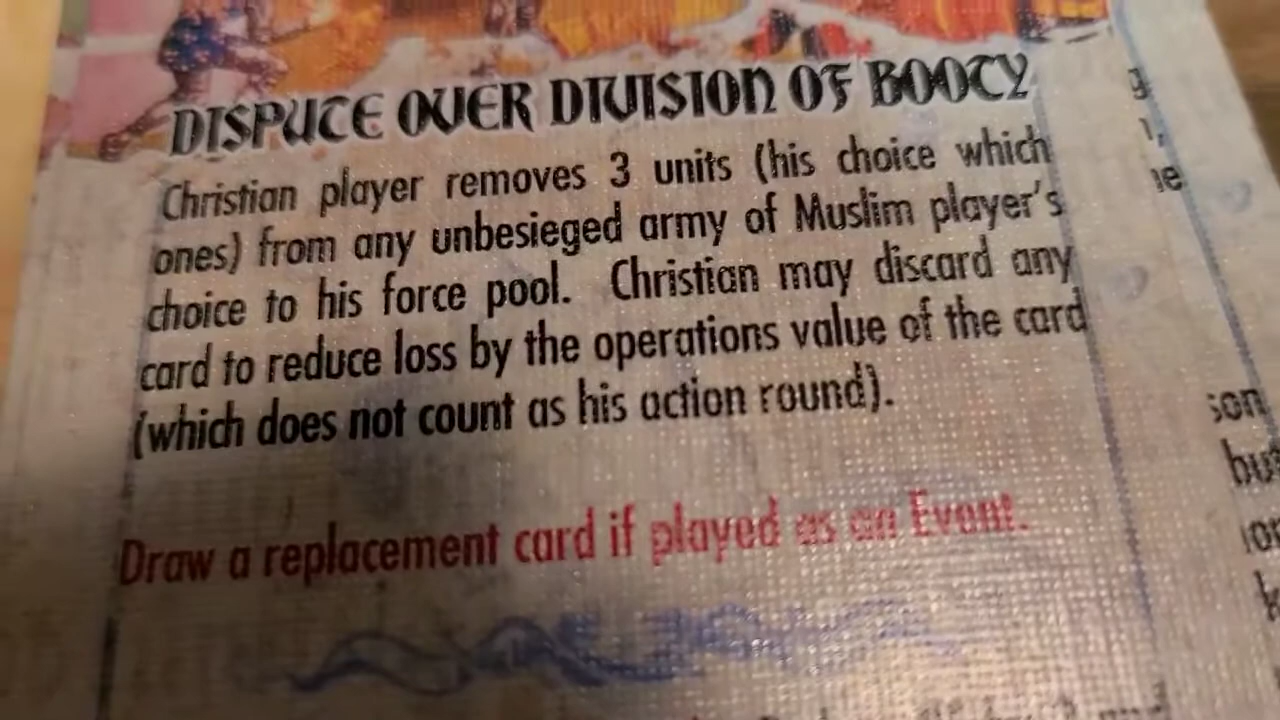 DISPUTE OVER DIVISION OF BOOTY
Christian player removes 3 units (his choice which
ones) from any unbesieged army of Muslim player's
choice to his force pool. Christian may discard any
card to reduce loss by the operations value of the card
(which does not count as his action round).
Draw a replacement card if played as an Event.